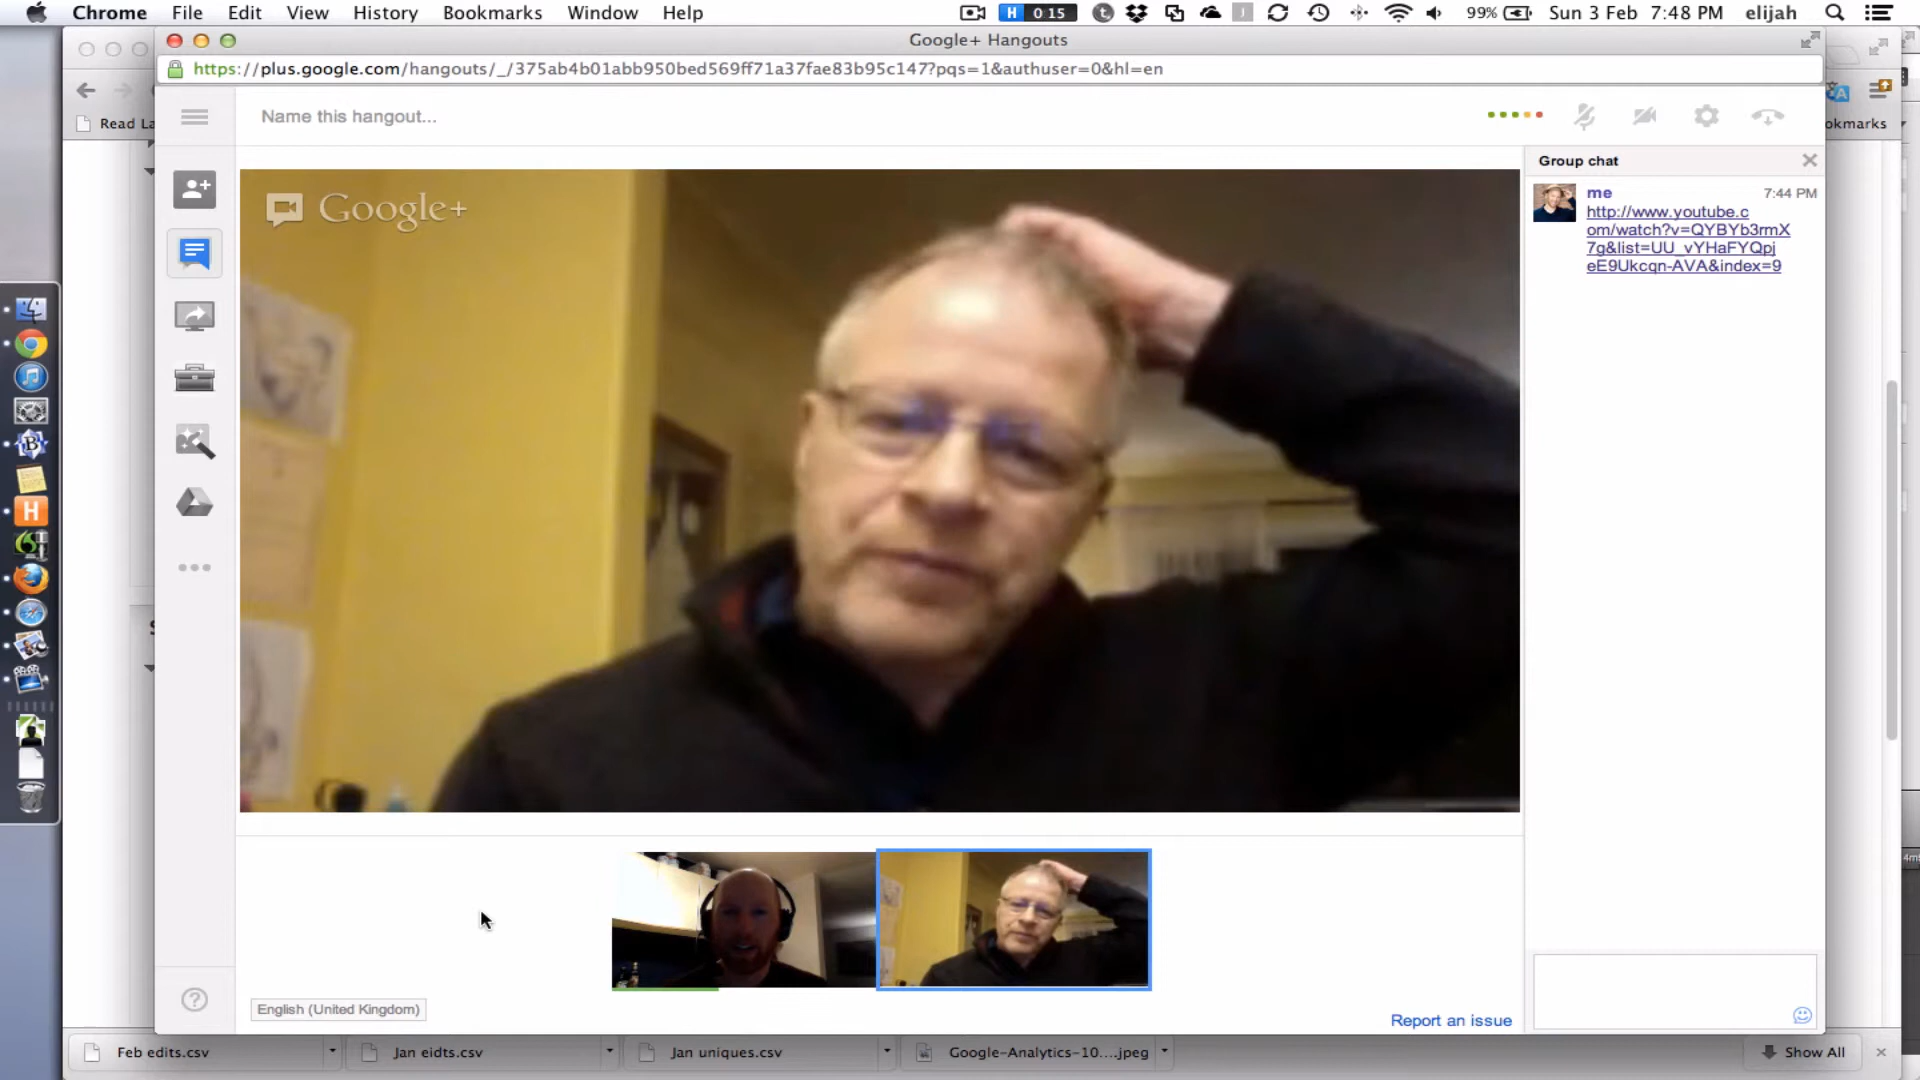 Chrome File Edit View History Bookmarks Window Help
H 0:15 99% Sun 3 Feb 7:48 PM elijah
Google+ Hangouts
https://plus.google.com/hangouts/_/375ab4b01abb950bed569ff71a37fae83b95c147?pqs=1&authuser=0&hl=en
Read La
okmarks
Name this hangout...
Google+
Group chat
me 7:44 PM
http://www.youtube.c
om/watch?v=QYBYb3rmX
7g&list=UU_vYHaFYQpj
eE9Ukcqn-AVA&index=9
English (United Kingdom)
Report an issue
Feb edits.csv
Jan eidts.csv
Jan uniques.csv
Google-Analytics-10....jpeg
Show All